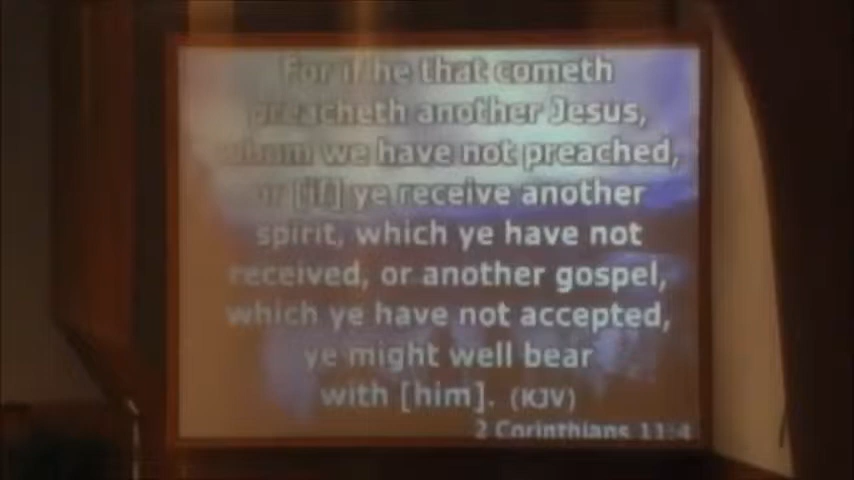 For if he that cometh
preacheth another Jesus,
whom we have not preached,
or [if] ye receive another
spirit, which ye have not
received, or another gospel,
which ye have not accepted,
ye might well bear
with [him]. (KJV)
2 Corinthians 11:4